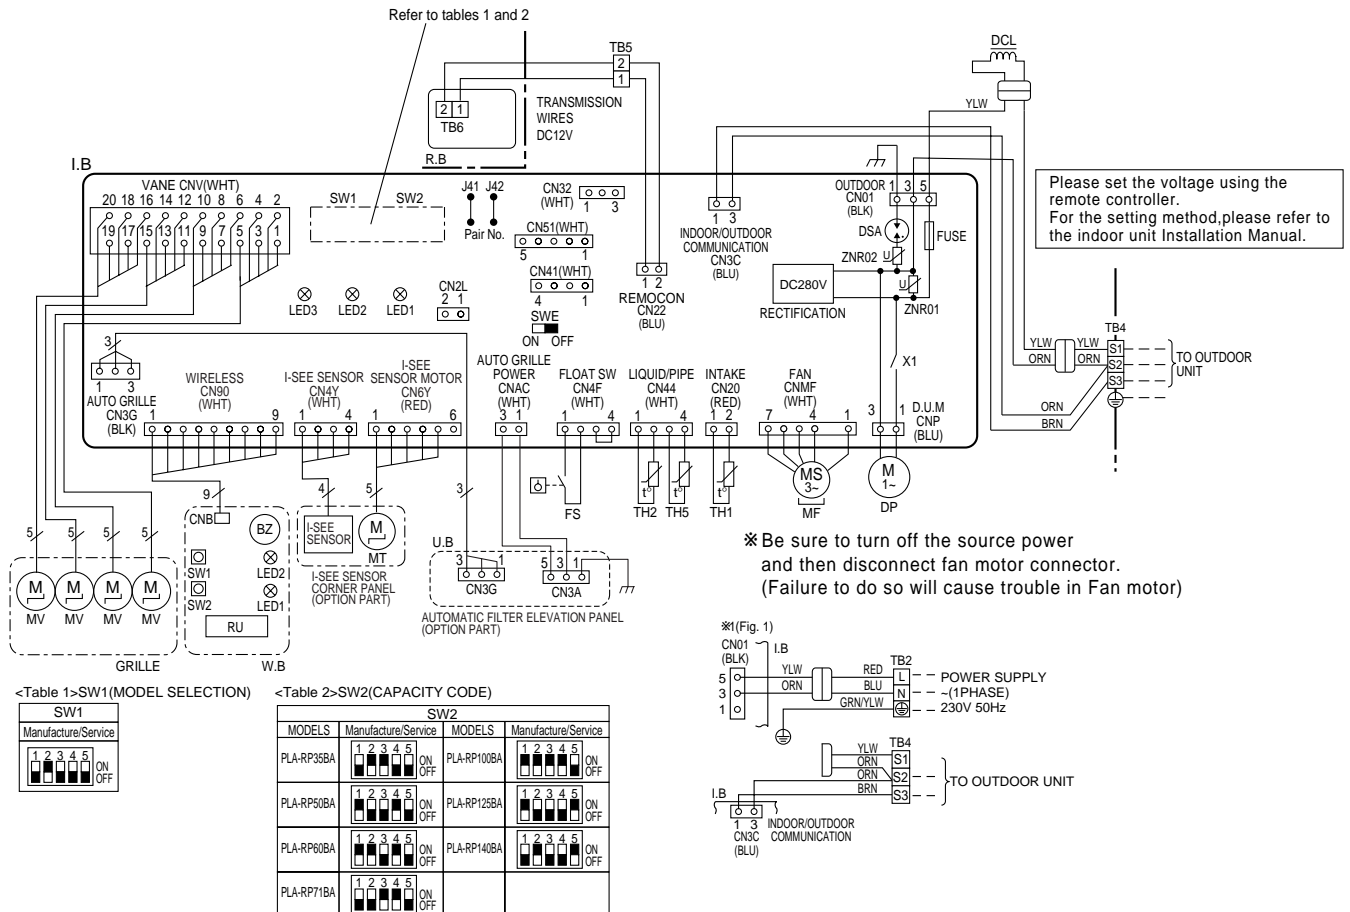 Refer to tables 1 and 2
TB5
2
1
2 1
TB6
TRANSMISSION
WIRES
DC12V
R.B
DCL
YLW
I.B
VANE CNV(WHT)
20 18 16 14 12 10 8 6 4 2
19 17 15 13 11 9 7 5 3 1
SW1 SW2
J41 J42
Pair No.
CN32
(WHT)
1 3
CN51(WHT)
5 1
CN41(WHT)
4 1
SWE
ON OFF
1 2
REMOCON
CN22
(BLU)
1 3
INDOOR/OUTDOOR
COMMUNICATION
CN3C
(BLU)
OUTDOOR 1 3 5
CN01
(BLK)
DSA
FUSE
ZNR02
U
U
ZNR01
DC280V
RECTIFICATION
X1
LED3 LED2 LED1
CN2L
2 1
Please set the voltage using the
remote controller.
For the setting method,please refer to
the indoor unit Installation Manual.
TB4
YLW YLW S1
ORN ORN S2
S3
TO OUTDOOR
UNIT
ORN
BRN
3
1 3
AUTO GRILLE
CN3G
(BLK)
WIRELESS
CN90
(WHT)
1 9
I-SEE SENSOR
CN4Y
(WHT)
1 4
I-SEE
SENSOR MOTOR
CN6Y
(RED)
1 6
AUTO GRILLE
POWER
CNAC
(WHT)
3 1
FLOAT SW
CN4F
(WHT)
1 4
LIQUID/PIPE
CN44
(WHT)
1 4
INTAKE
CN20
(RED)
1 2
FAN
CNMF
(WHT)
7 4 1
3 1
D.U.M
CNP
(BLU)
5 5 5 5
M M M M
MV MV MV MV
GRILLE
9
CNB
BZ
SW1
SW2
LED2
LED1
RU
W.B
4
5
I-SEE
SENSOR
M
MT
I-SEE SENSOR
CORNER PANEL
(OPTION PART)
3
U.B
3 1
CN3G
5 3 1
CN3A
AUTOMATIC FILTER ELEVATION PANEL
(OPTION PART)
FS
t° t° t°
TH2 TH5 TH1
MS
3~
MF
M
1~
DP
※Be sure to turn off the source power
and then disconnect fan motor connector.
(Failure to do so will cause trouble in Fan motor)
※1(Fig. 1)
CN01
(BLK)
I.B
5
3
1
YLW RED
ORN BLU
GRN/YLW
TB2
L
N
POWER SUPPLY
~(1PHASE)
230V 50Hz
TB4
YLW S1
ORN
ORN S2
BRN S3
TO OUTDOOR UNIT
I.B
1 3
CN3C
(BLU)
INDOOR/OUTDOOR
COMMUNICATION
<Table 1>SW1(MODEL SELECTION)
SW1
Manufacture/Service
1 2 3 4 5
ON
OFF
<Table 2>SW2(CAPACITY CODE)
SW2
MODELS Manufacture/Service MODELS Manufacture/Service
PLA-RP35BA 1 2 3 4 5 ON OFF PLA-RP100BA 1 2 3 4 5 ON OFF
PLA-RP50BA 1 2 3 4 5 ON OFF PLA-RP125BA 1 2 3 4 5 ON OFF
PLA-RP60BA 1 2 3 4 5 ON OFF PLA-RP140BA 1 2 3 4 5 ON OFF
PLA-RP71BA 1 2 3 4 5 ON OFF